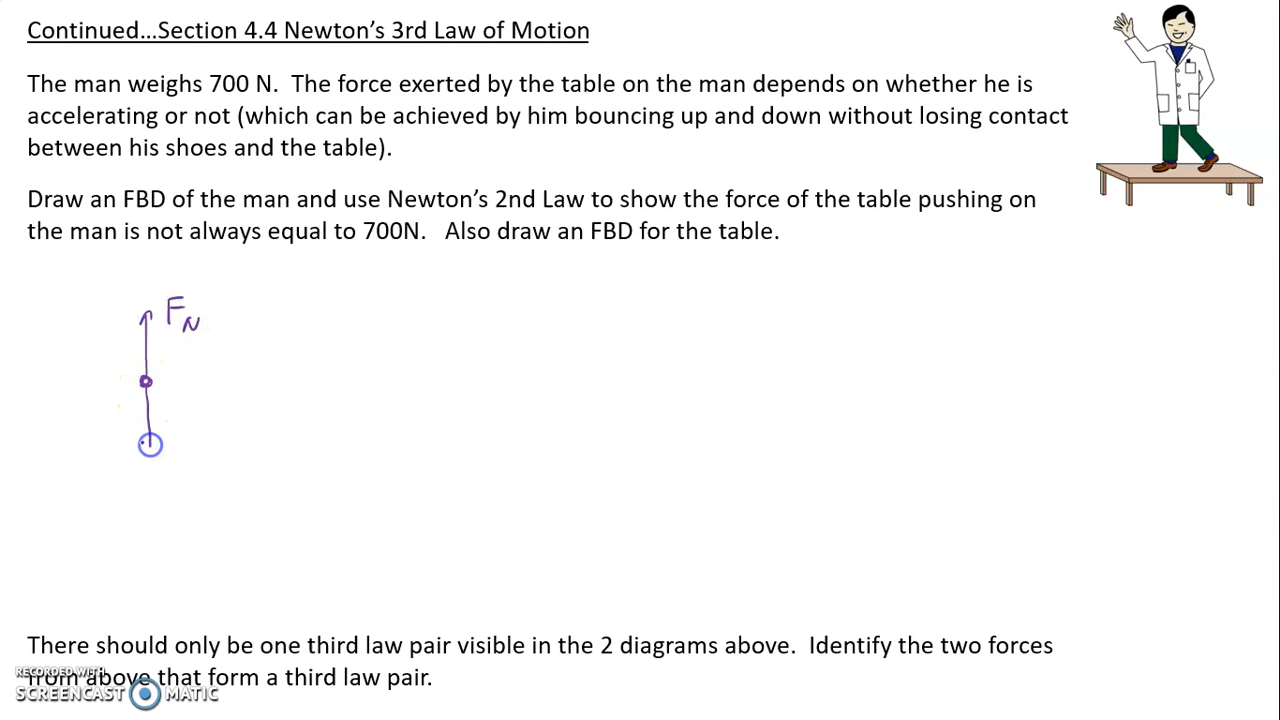 Continued...Section 4.4 Newton’s 3rd Law of Motion
The man weighs 700 N.  The force exerted by the table on the man depends on whether he is
accelerating or not (which can be achieved by him bouncing up and down without losing contact
between his shoes and the table).
Draw an FBD of the man and use Newton’s 2nd Law to show the force of the table pushing on
the man is not always equal to 700N.   Also draw an FBD for the table.
F_N
There should only be one third law pair visible in the 2 diagrams above.  Identify the two forces
from above that form a third law pair.
RECORDED WITH
SCREENCAST MATIC